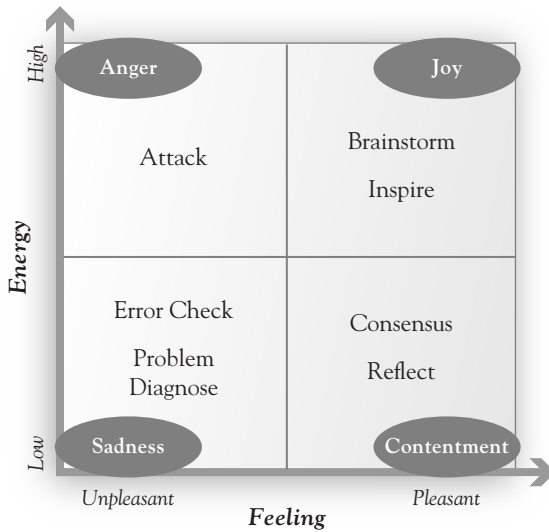 High
Anger
Joy
Attack
Brainstorm
Inspire
Energy
Error Check
Problem
Diagnose
Consensus
Reflect
Low
Sadness
Contentment
Unpleasant
Pleasant
Feeling